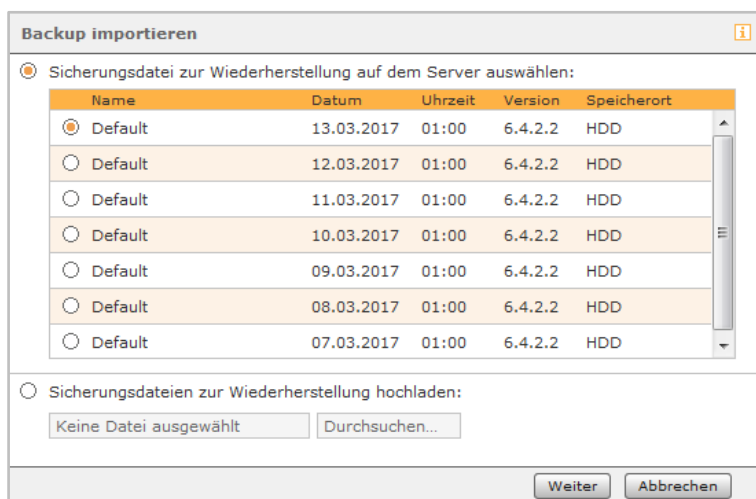 Backup importieren
Sicherungsdatei zur Wiederherstellung auf dem Server auswählen:
Name Datum Uhrzeit Version Speicherort
Default 13.03.2017 01:00 6.4.2.2 HDD
Default 12.03.2017 01:00 6.4.2.2 HDD
Default 11.03.2017 01:00 6.4.2.2 HDD
Default 10.03.2017 01:00 6.4.2.2 HDD
Default 09.03.2017 01:00 6.4.2.2 HDD
Default 08.03.2017 01:00 6.4.2.2 HDD
Default 07.03.2017 01:00 6.4.2.2 HDD
Sicherungsdateien zur Wiederherstellung hochladen:
Keine Datei ausgewählt Durchsuchen...
Weiter Abbrechen